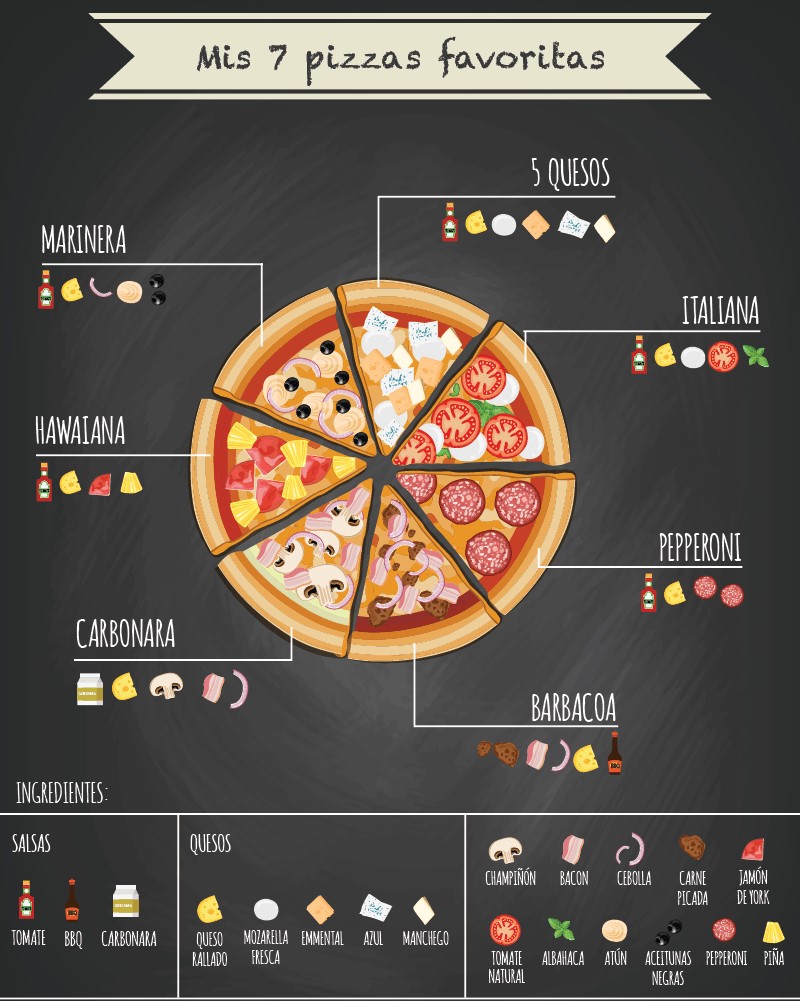 Mis 7 pizzas favoritas
5 QUESOS
MARINERA
ITALIANA
HAWAIANA
PEPPERONI
CARBONARA
BARBACOA
BBQ
INGREDIENTES:
SALSAS
TOMATE
BBQ
CARBONARA
QUESOS
QUESO
RALLADO
MOZARELLA
FRESCA
EMMENTAL
AZUL
MANCHEGO
CHAMPIÑÓN
BACON
CEBOLLA
CARNE
PICADA
JAMÓN
DE YORK
TOMATE
NATURAL
ALBAHACA
ATÚN
ACEITUNAS
NEGRAS
PEPPERONI
PIÑA